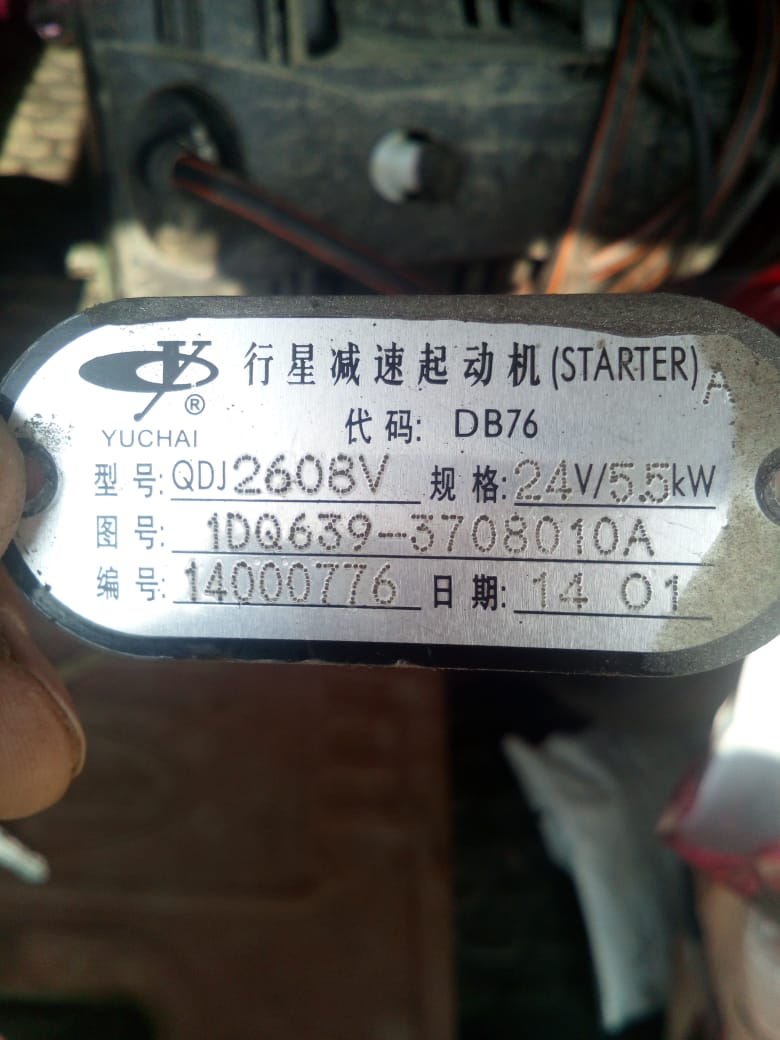 行星减速起动机(STARTER) A
YUCHAI ®
代码: DB76
型号: QDJ2608V 规格: 24V/5.5kW
图号: 1DQ639-3708010A
编号: 14000776 日期: 14 01